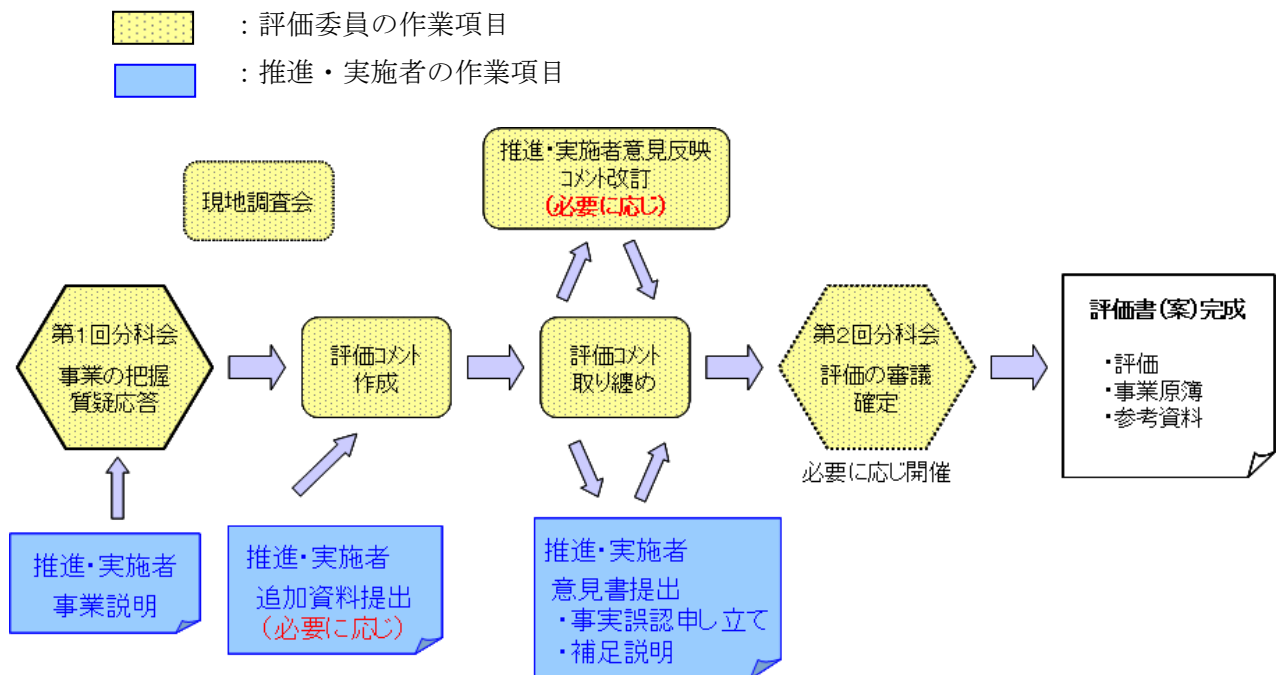 ：評価委員の作業項目
：推進・実施者の作業項目
推進・実施者意見反映
コメント改訂
(必要に応じ)
現地調査会
第1回分科会
事業の把握
質疑応答
評価コメント
作成
評価コメント
取り纏め
第2回分科会
評価の審議
確定
必要に応じ開催
評価書(案)完成
・評価
・事業原簿
・参考資料
推進・実施者
事業説明
推進・実施者
追加資料提出
(必要に応じ)
推進・実施者
意見書提出
・事実誤認申し立て
・補足説明